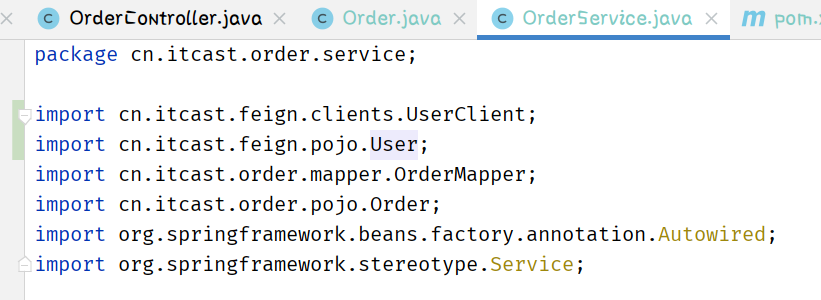 OrderController.java Order.java OrderService.java pom.
package cn.itcast.order.service;
import cn.itcast.feign.clients.UserClient;
import cn.itcast.feign.pojo.User;
import cn.itcast.order.mapper.OrderMapper;
import cn.itcast.order.pojo.Order;
import org.springframework.beans.factory.annotation.Autowired;
import org.springframework.stereotype.Service;